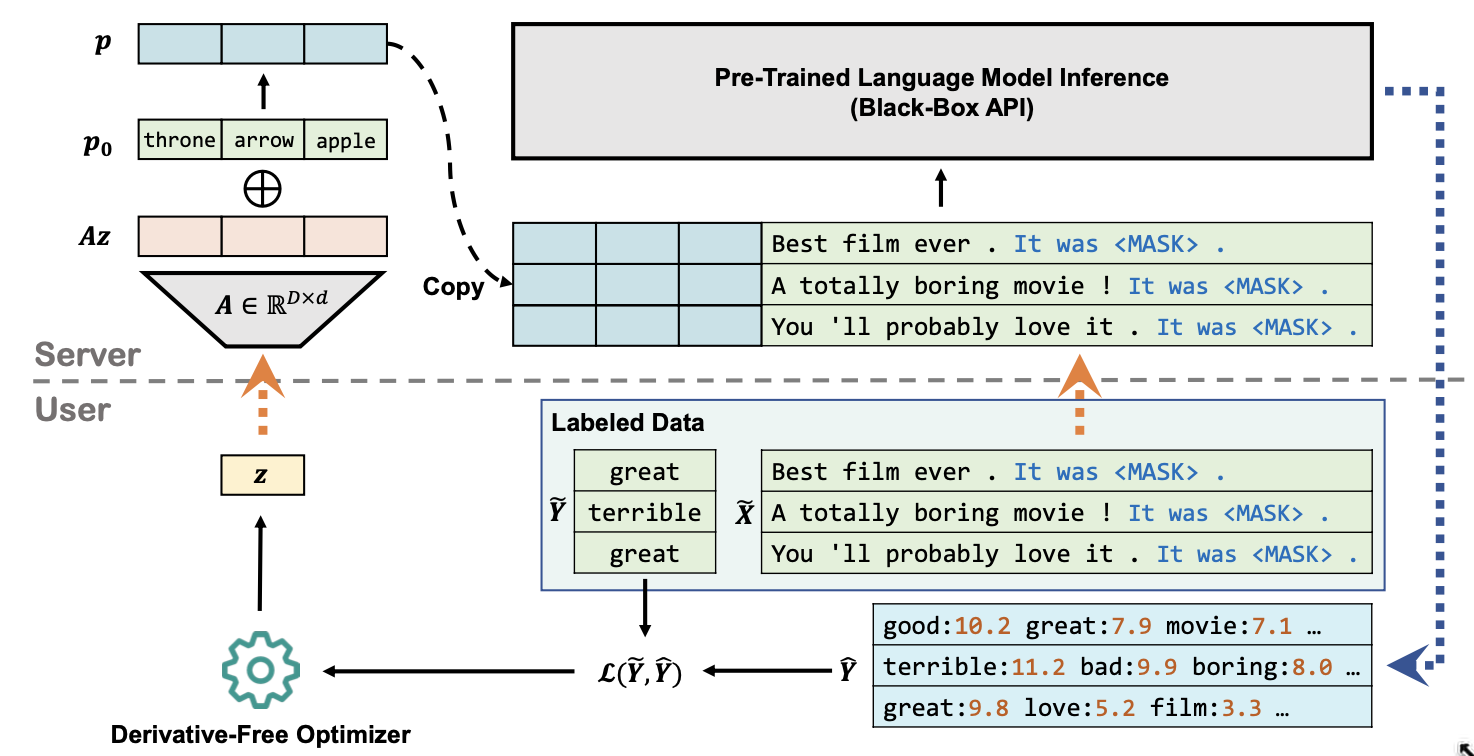 p
p₀ throne arrow apple
Az
A ∈ ℝ^{D×d}
Pre-Trained Language Model Inference
(Black-Box API)
Copy
Best film ever . It was <MASK> .
A totally boring movie ! It was <MASK> .
You 'll probably love it . It was <MASK> .
Server
User
z
Labeled Data
Ỹ
great
terrible
great
X̃
Best film ever . It was <MASK> .
A totally boring movie ! It was <MASK> .
You 'll probably love it . It was <MASK> .
ℒ(Ỹ, Ŷ)
Ŷ
good:10.2 great:7.9 movie:7.1 …
terrible:11.2 bad:9.9 boring:8.0 …
great:9.8 love:5.2 film:3.3 …
Derivative-Free Optimizer